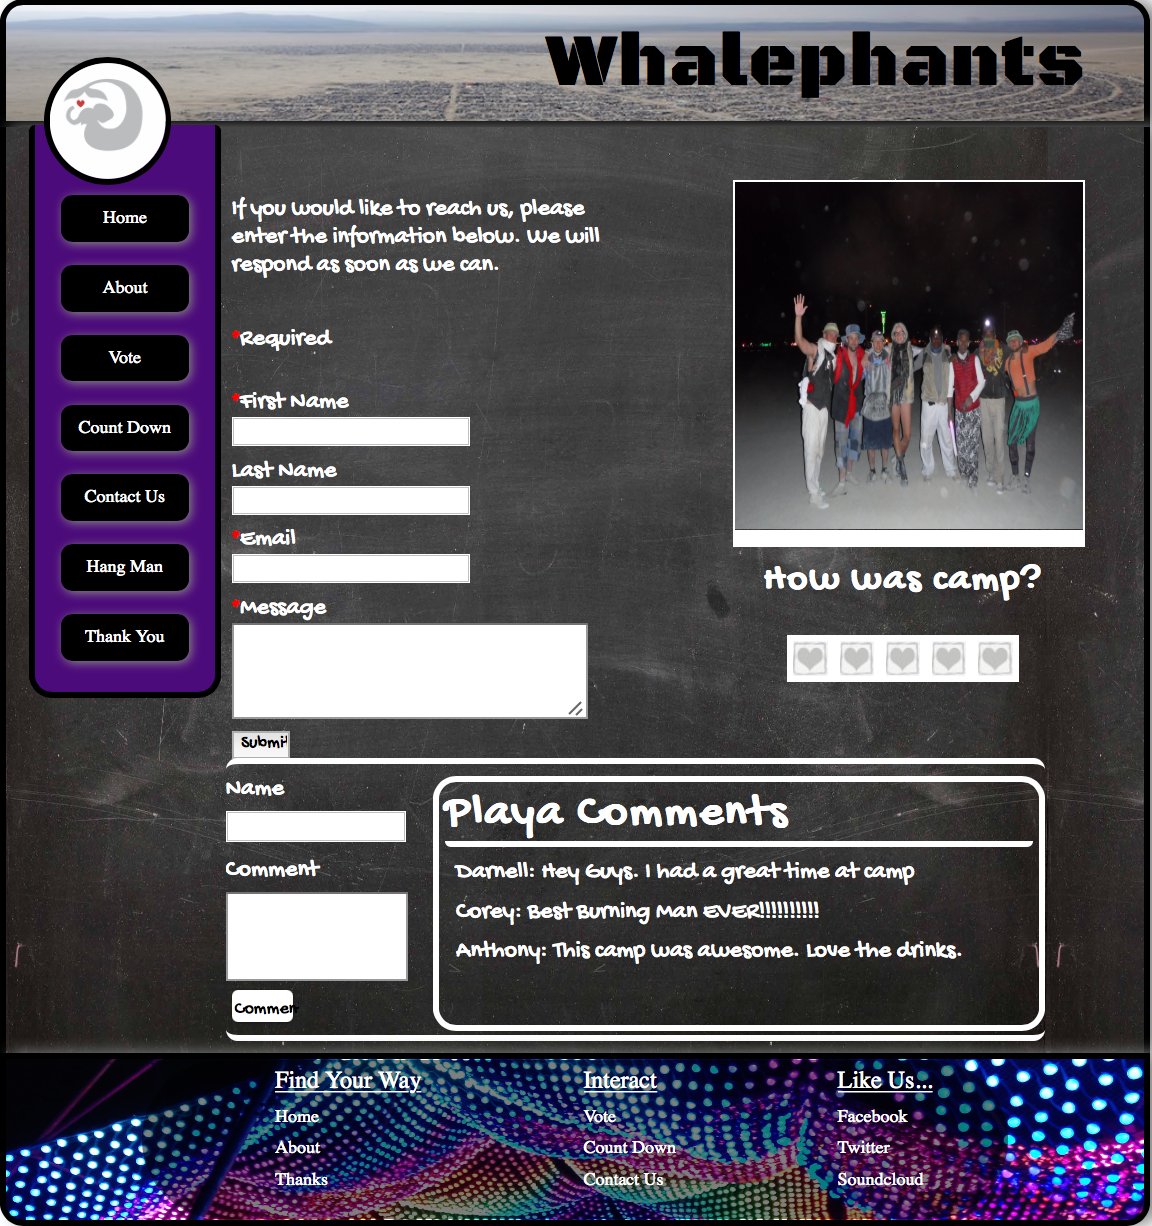 Whalephants
Home
About
Vote
Count Down
Contact Us
Hang Man
Thank You
If you would like to reach us, please
enter the information below. We will
respond as soon as we can.
*Required
*First Name
Last Name
*Email
*Message
Submit
How was camp?
Name
Comment
Commen
Playa Comments
Darnell: Hey Guys. I had a great time at camp
Corey: Best Burning Man EVER!!!!!!!!!!
Anthony: This camp was awesome. Love the drinks.
Find Your Way
Home
About
Thanks
Interact
Vote
Count Down
Contact Us
Like Us...
Facebook
Twitter
Soundcloud